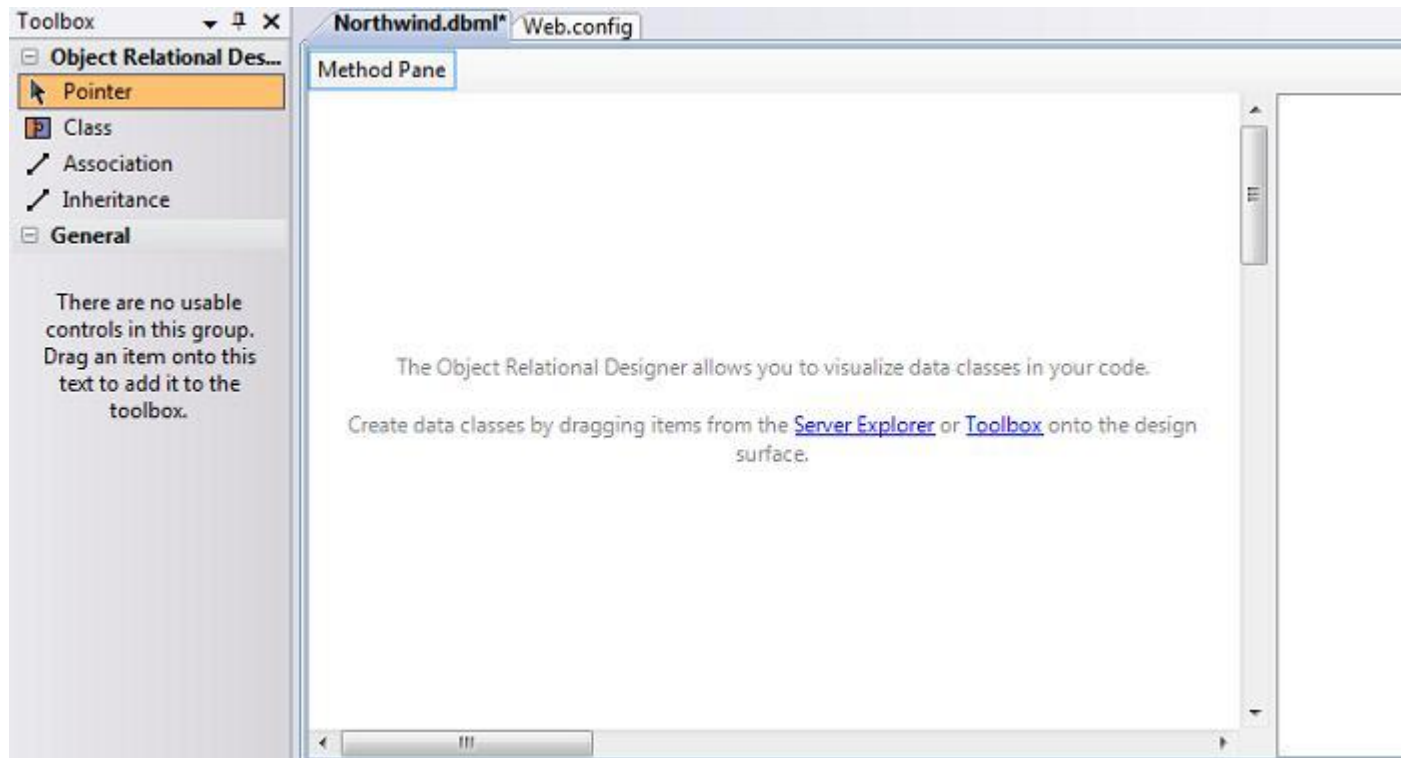 Toolbox
Northwind.dbml* Web.config
Object Relational Des...
Method Pane
Pointer
Class
Association
Inheritance
General
There are no usable
controls in this group.
Drag an item onto this
text to add it to the
toolbox.
The Object Relational Designer allows you to visualize data classes in your code.
Create data classes by dragging items from the Server Explorer or Toolbox onto the design
surface.